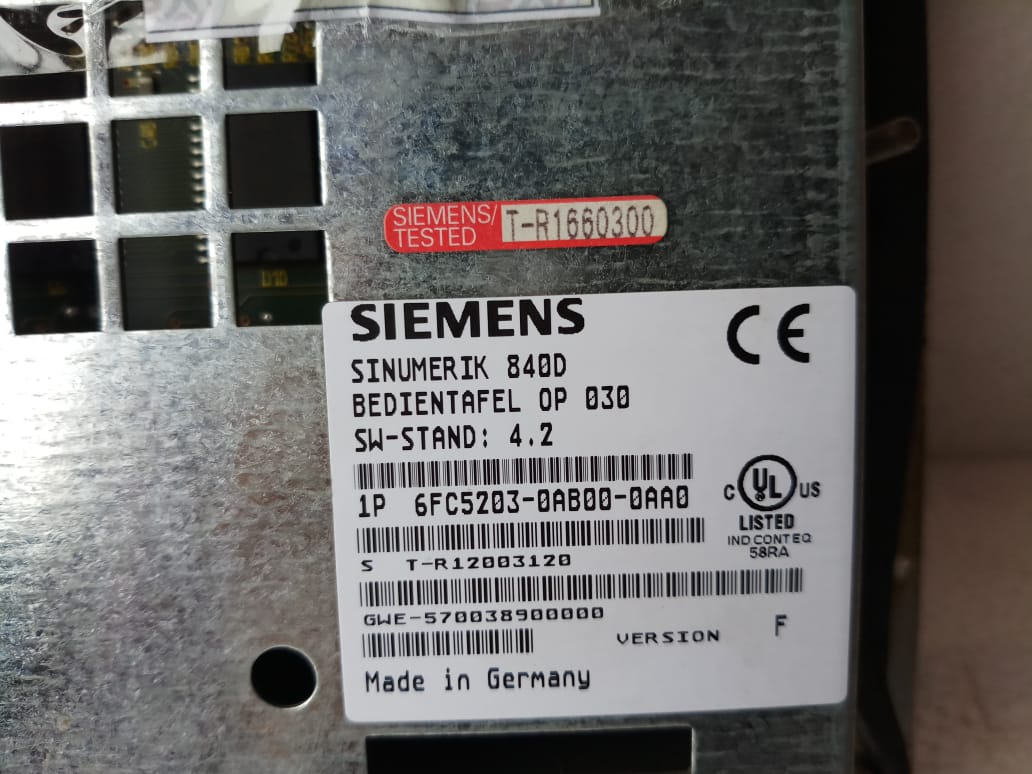 SIEMENS/
TESTED
T-R1660300
SIEMENS
CE
SINUMERIK 840D
BEDIENTAFEL OP 030
SW-STAND: 4.2
1P 6FC5203-0AB00-0AA0
C UL US
LISTED
IND CONT EQ
58RA
S T-R12003120
GWE-570038900000
VERSION F
Made in Germany
D10